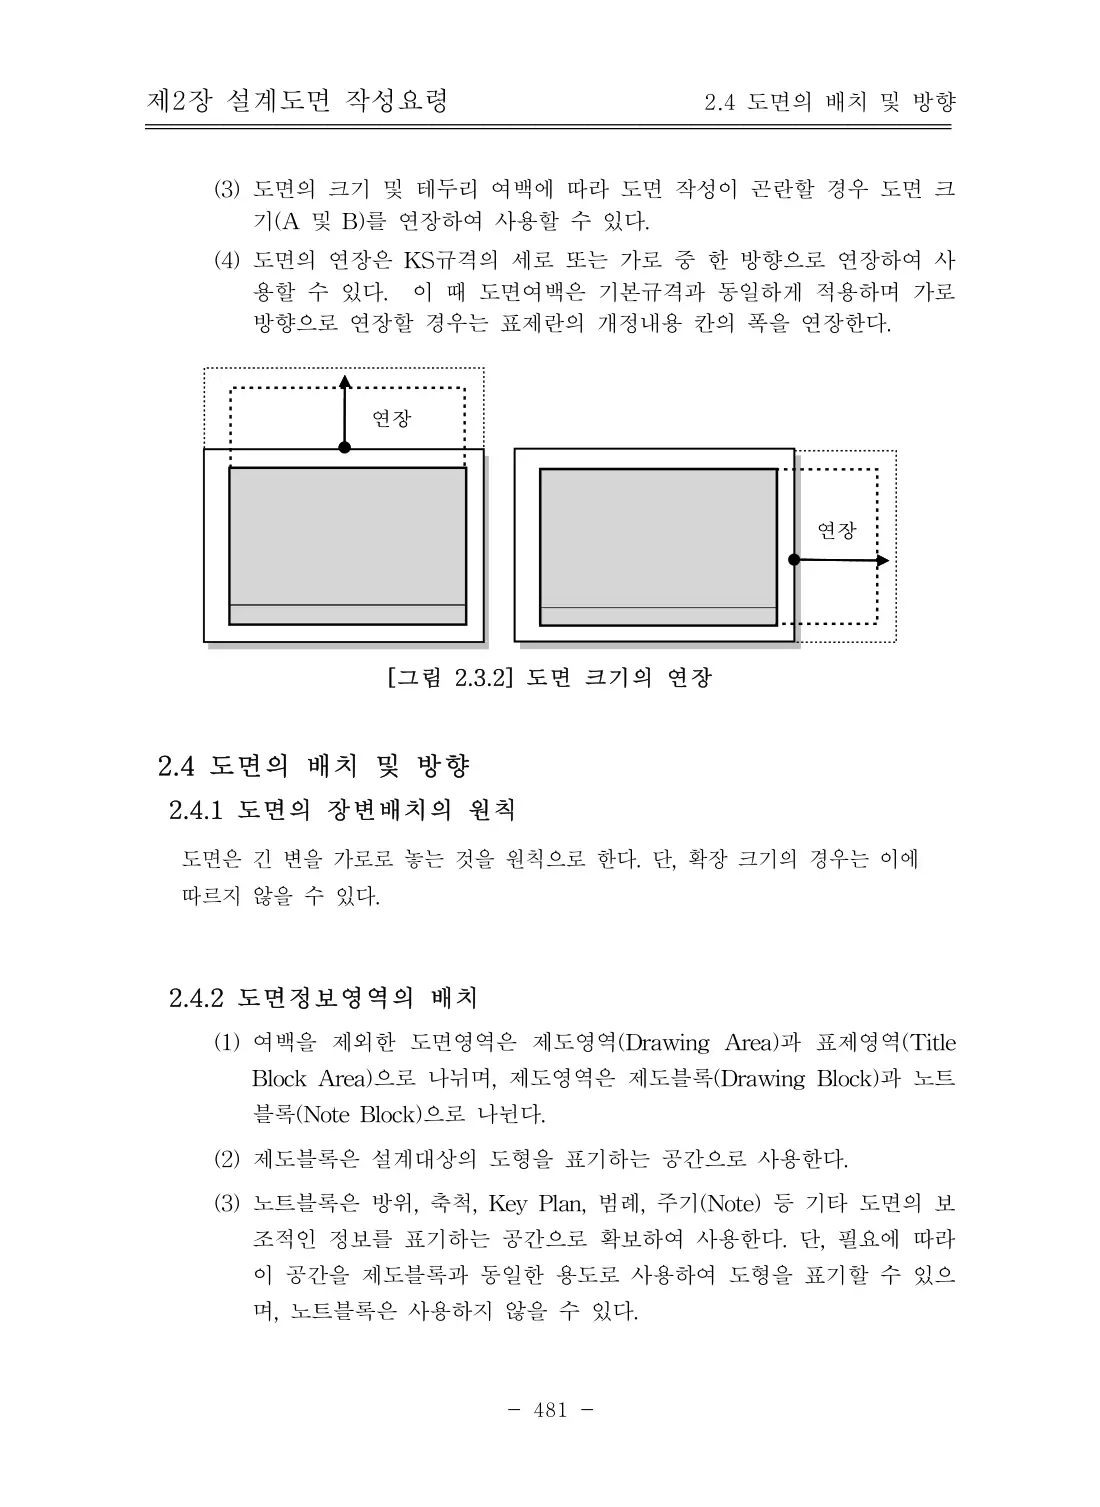 제2장 설계도면 작성요령
2.4 도면의 배치 및 방향
(3) 도면의 크기 및 테두리 여백에 따라 도면 작성이 곤란할 경우 도면 크
기(A 및 B)를 연장하여 사용할 수 있다.
(4) 도면의 연장은 KS규격의 세로 또는 가로 중 한 방향으로 연장하여 사
용할 수 있다. 이 때 도면여백은 기본규격과 동일하게 적용하며 가로
방향으로 연장할 경우는 표제란의 개정내용 칸의 폭을 연장한다.
연장
연장
[그림 2.3.2] 도면 크기의 연장
2.4 도면의 배치 및 방향
2.4.1 도면의 장변배치의 원칙
도면은 긴 변을 가로로 놓는 것을 원칙으로 한다. 단, 확장 크기의 경우는 이에
따르지 않을 수 있다.
2.4.2 도면정보영역의 배치
(1) 여백을 제외한 도면영역은 제도영역(Drawing Area)과 표제영역(Title
Block Area)으로 나뉘며, 제도영역은 제도블록(Drawing Block)과 노트
블록(Note Block)으로 나뉜다.
(2) 제도블록은 설계대상의 도형을 표기하는 공간으로 사용한다.
(3) 노트블록은 방위, 축척, Key Plan, 범례, 주기(Note) 등 기타 도면의 보
조적인 정보를 표기하는 공간으로 확보하여 사용한다. 단, 필요에 따라
이 공간을 제도블록과 동일한 용도로 사용하여 도형을 표기할 수 있으
며, 노트블록은 사용하지 않을 수 있다.
- 481 -